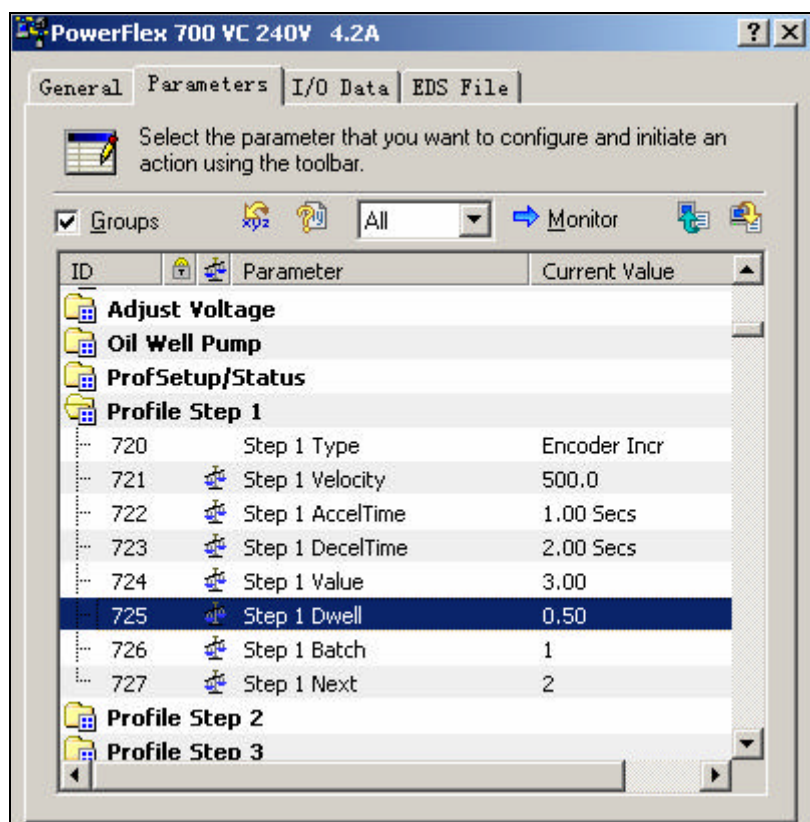 PowerFlex 700 VC 240V 4.2A
General Parameters I/O Data EDS File
Select the parameter that you want to configure and initiate an
action using the toolbar.
Groups All Monitor
ID Parameter Current Value
Adjust Voltage
Oil Well Pump
ProfSetup/Status
Profile Step 1
720 Step 1 Type Encoder Incr
721 Step 1 Velocity 500.0
722 Step 1 AccelTime 1.00 Secs
723 Step 1 DecelTime 2.00 Secs
724 Step 1 Value 3.00
725 Step 1 Dwell 0.50
726 Step 1 Batch 1
727 Step 1 Next 2
Profile Step 2
Profile Step 3